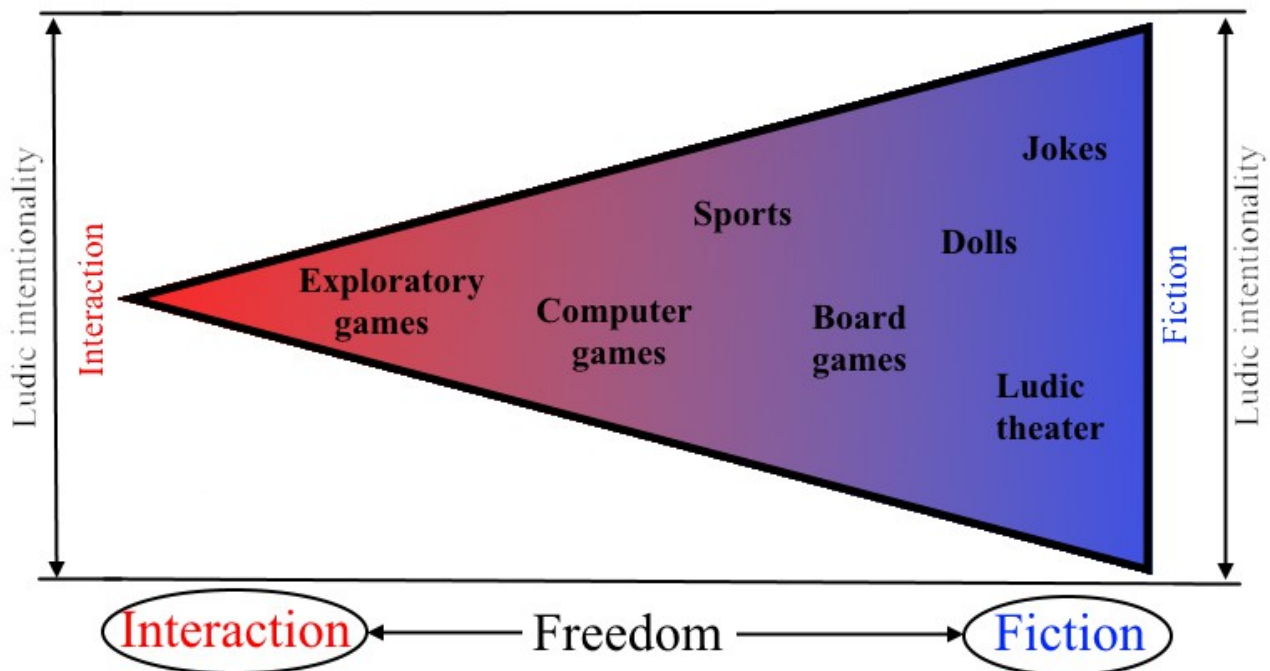 Ludic intentionality
Interaction
Jokes
Sports
Dolls
Exploratory
games
Computer
games
Board
games
Ludic
theater
Fiction
Ludic intentionality
Interaction
Freedom
Fiction